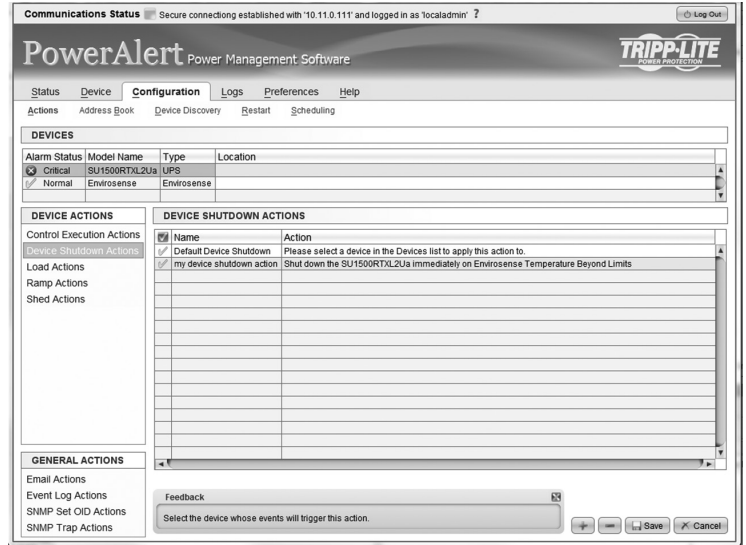 Communications Status Secure connectiong established with '10.11.0.111' and logged in as 'localadmin' ? Log Out
PowerAlert Power Management Software
TRIPP·LITE
POWER PROTECTION
Status Device Configuration Logs Preferences Help
Actions Address Book Device Discovery Restart Scheduling
DEVICES
Alarm Status Model Name Type Location
Critical SU1500RTXL2Ua UPS
Normal Envirosense Envirosense
DEVICE ACTIONS
Control Execution Actions
Device Shutdown Actions
Load Actions
Ramp Actions
Shed Actions
DEVICE SHUTDOWN ACTIONS
Name Action
Default Device Shutdown Please select a device in the Devices list to apply this action to.
my device shutdown action Shut down the SU1500RTXL2Ua immediately on Envirosense Temperature Beyond Limits
GENERAL ACTIONS
Email Actions
Event Log Actions
SNMP Set OID Actions
SNMP Trap Actions
Feedback
Select the device whose events will trigger this action.
Save Cancel